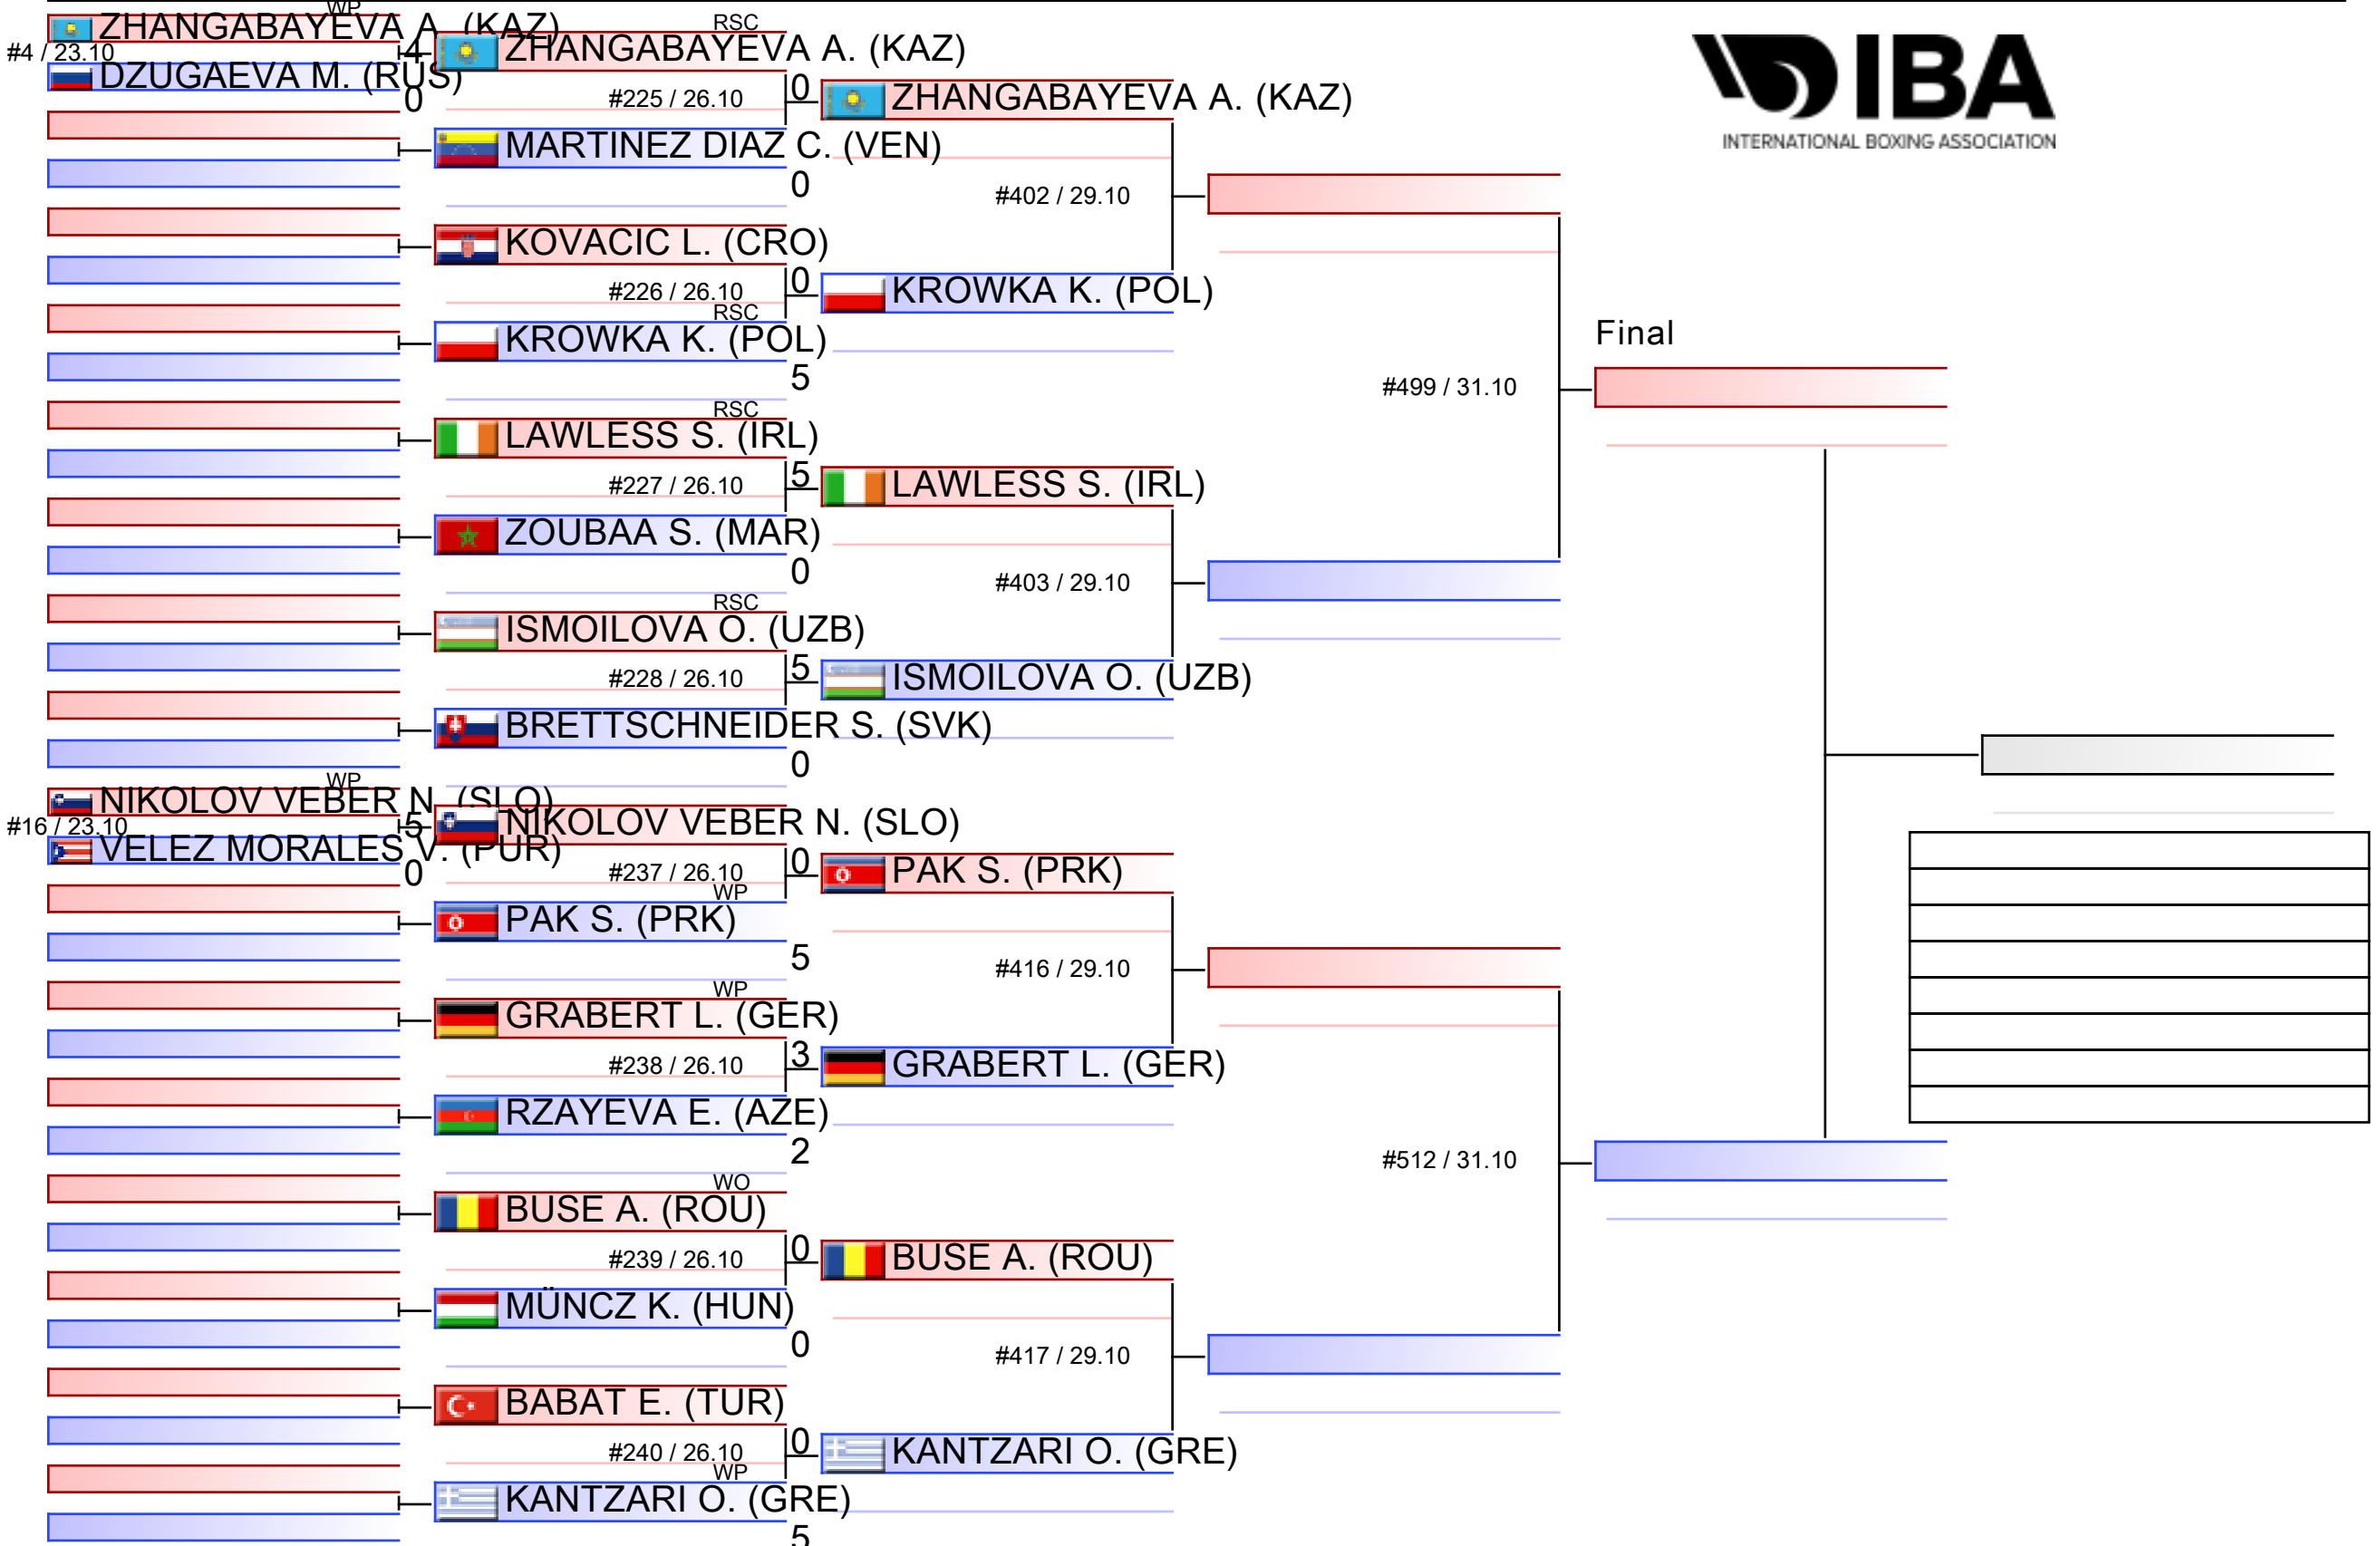 WP
ZHANGABAYEVA A. (KAZ)
#4 / 23.10
4
DZUGAEVA M. (RUS)
0
RSC
ZHANGABAYEVA A. (KAZ)
#225 / 26.10
0
MARTINEZ DIAZ C. (VEN)
0
ZHANGABAYEVA A. (KAZ)
#402 / 29.10
KOVACIC L. (CRO)
#226 / 26.10
0
RSC
KROWKA K. (POL)
5
KROWKA K. (POL)
RSC
LAWLESS S. (IRL)
#227 / 26.10
5
ZOUBAA S. (MAR)
0
LAWLESS S. (IRL)
#403 / 29.10
RSC
ISMOILOVA O. (UZB)
#228 / 26.10
5
BRETTSCHNEIDER S. (SVK)
0
ISMOILOVA O. (UZB)
#499 / 31.10
WP
NIKOLOV VEBER N. (SLO)
#16 / 23.10
5
VELEZ MORALES V. (PUR)
0
NIKOLOV VEBER N. (SLO)
#237 / 26.10
0
WP
PAK S. (PRK)
5
PAK S. (PRK)
#416 / 29.10
WP
GRABERT L. (GER)
#238 / 26.10
3
RZAYEVA E. (AZE)
2
GRABERT L. (GER)
WO
BUSE A. (ROU)
#239 / 26.10
0
MÜNCZ K. (HUN)
0
BUSE A. (ROU)
#417 / 29.10
BABAT E. (TUR)
#240 / 26.10
0
WP
KANTZARI O. (GRE)
5
KANTZARI O. (GRE)
#512 / 31.10
Final
IBA
INTERNATIONAL BOXING ASSOCIATION